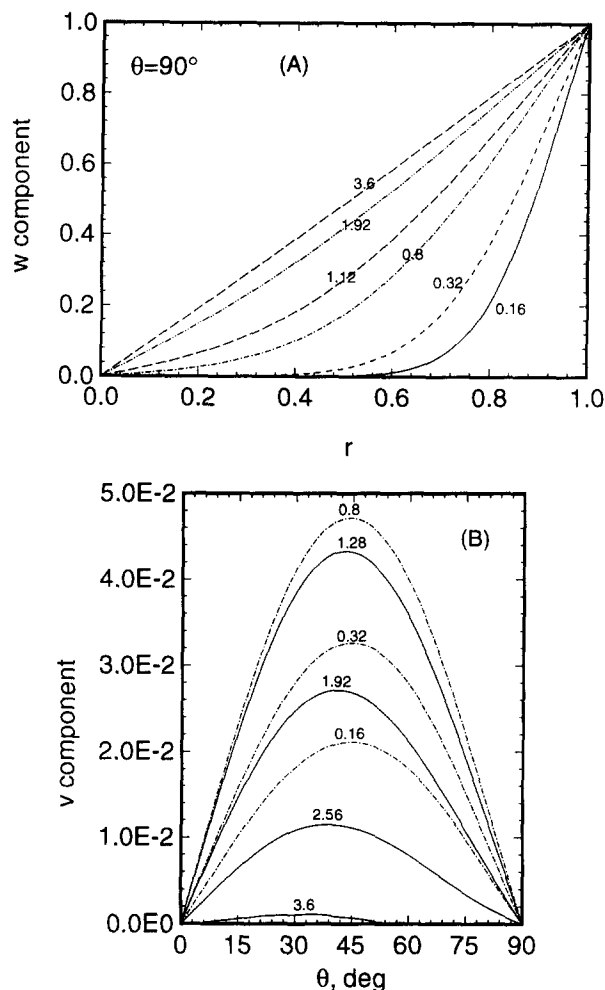 1.0
θ=90°
(A)
0.8
w component
0.6
3.6
1.92
0.4
1.12
0.8
0.32
0.2
0.16
0.0
0.0
0.2
0.4
0.6
0.8
1.0
r
5.0E-2
0.8
(B)
1.28
4.0E-2
0.32
3.0E-2
1.92
v component
2.0E-2
0.16
2.56
1.0E-2
3.6
0.0E0
0
15
30
45
60
75
90
θ, deg